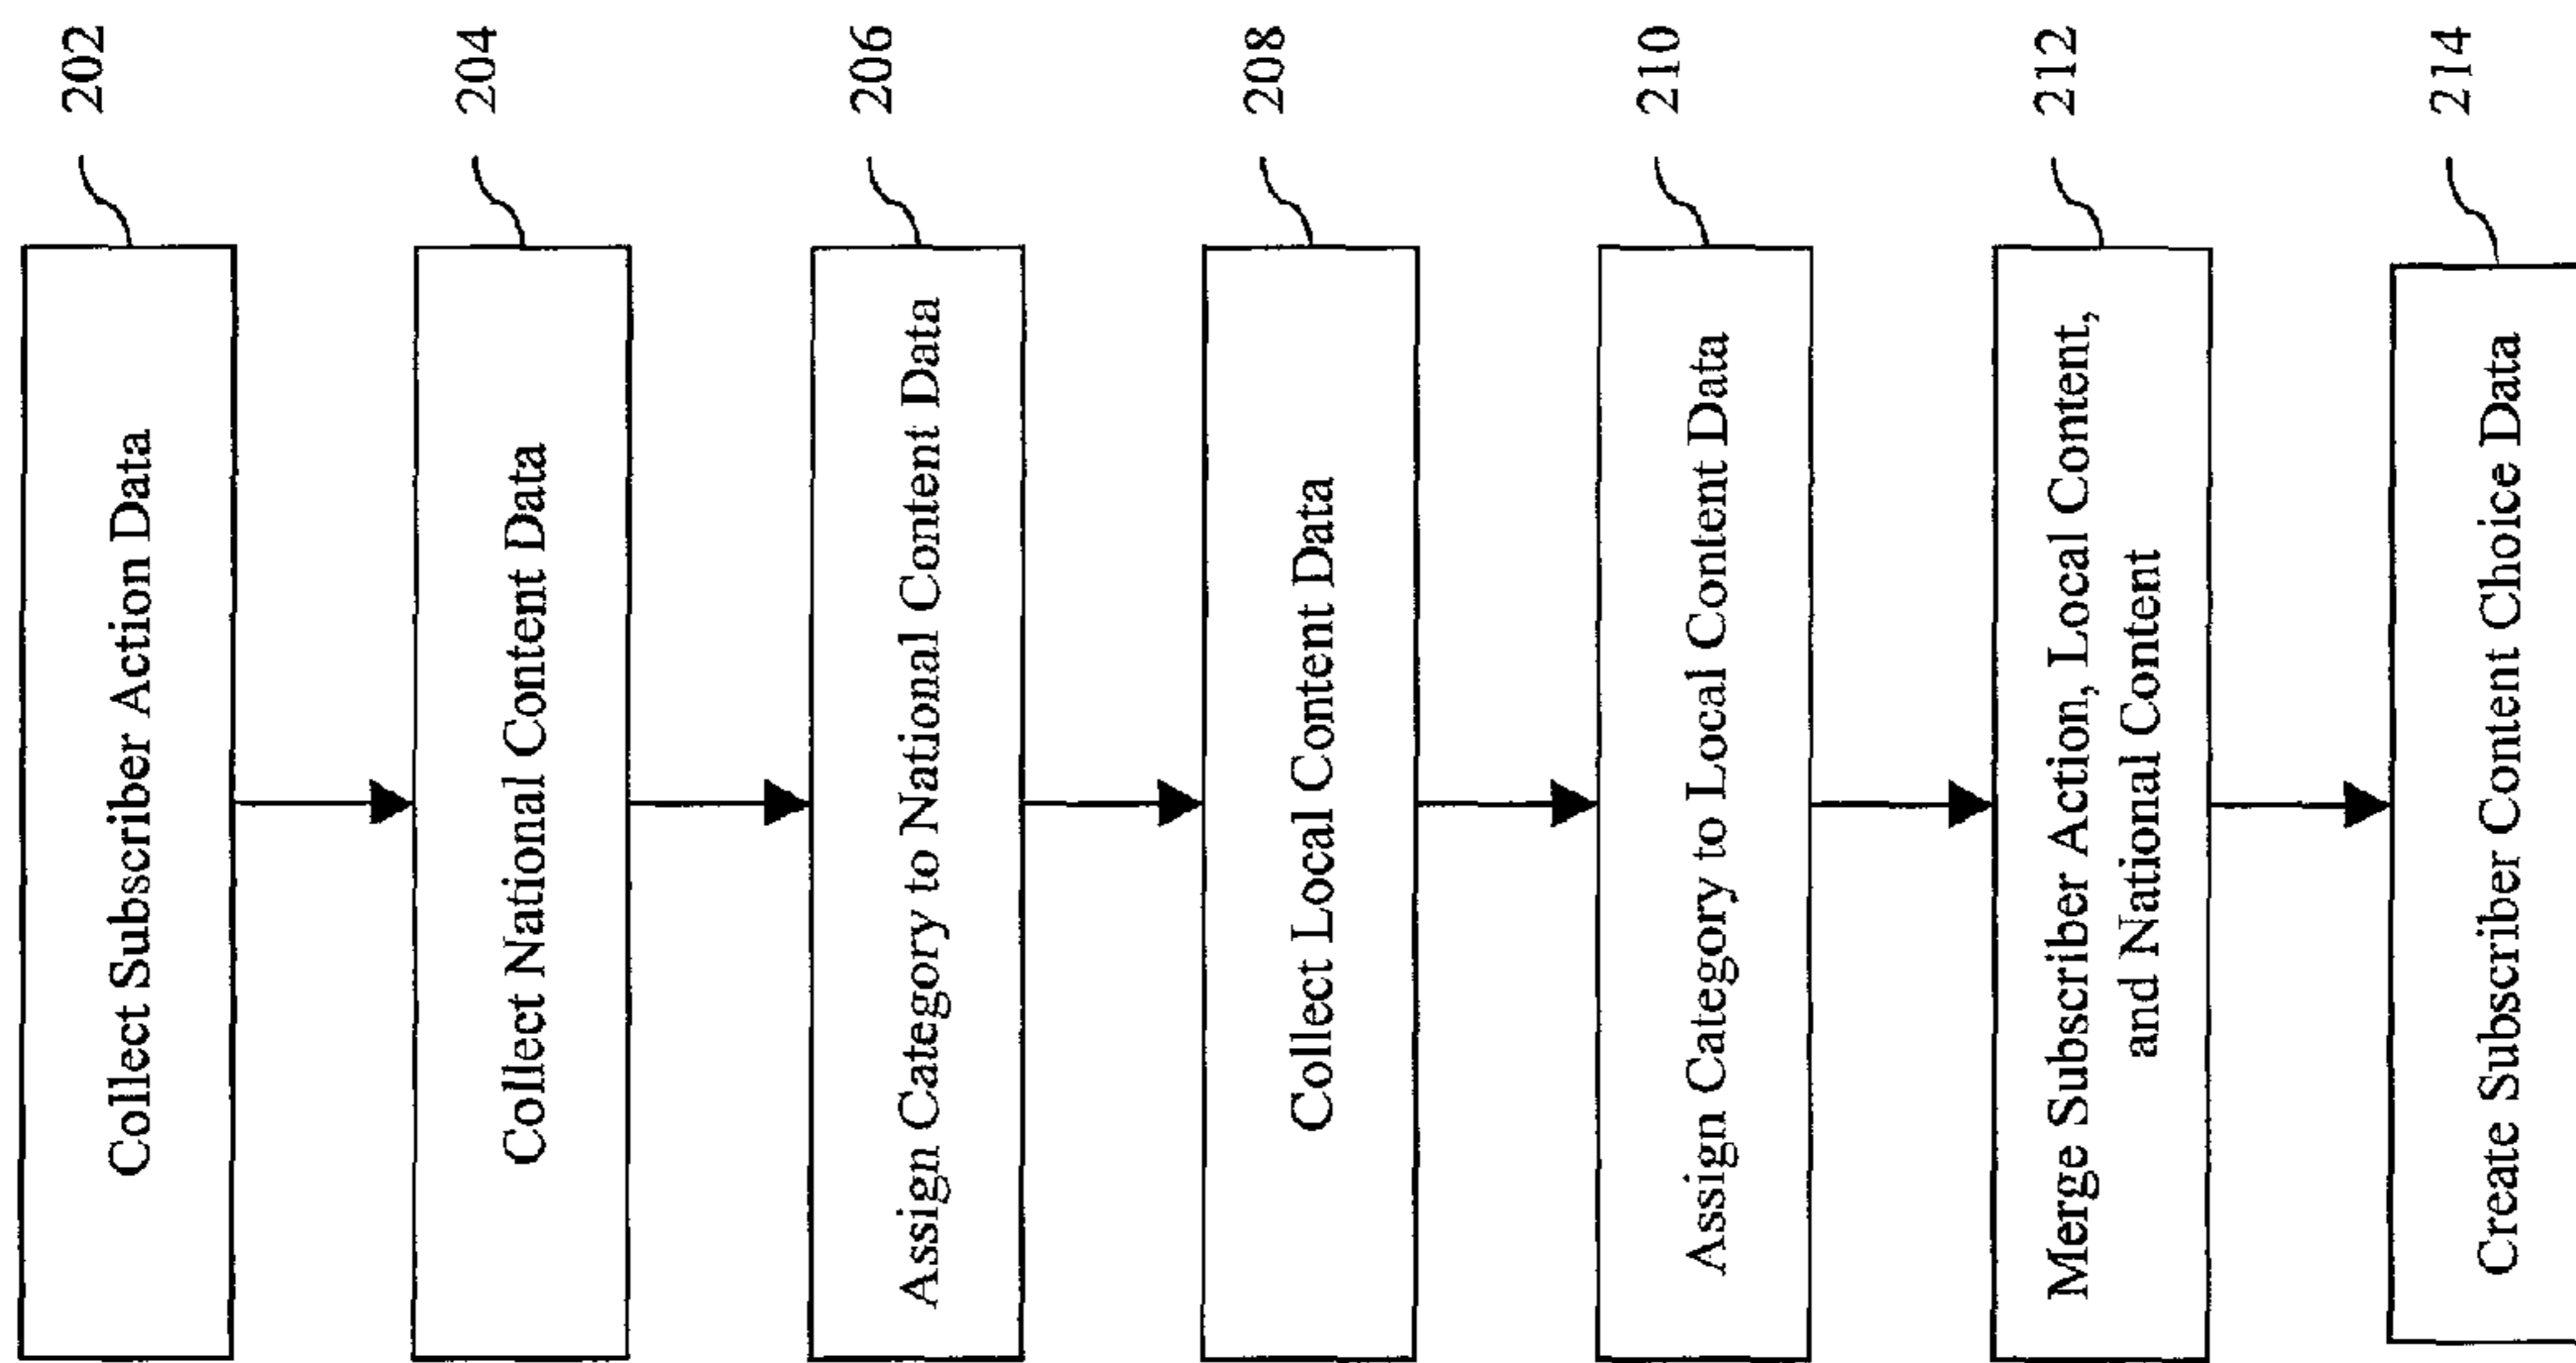 Collect Subscriber Action Data
202
Collect National Content Data
204
Assign Category to National Content Data
206
Collect Local Content Data
208
Assign Category to Local Content Data
210
Merge Subscriber Action, Local Content,
and National Content
212
Create Subscriber Content Choice Data
214